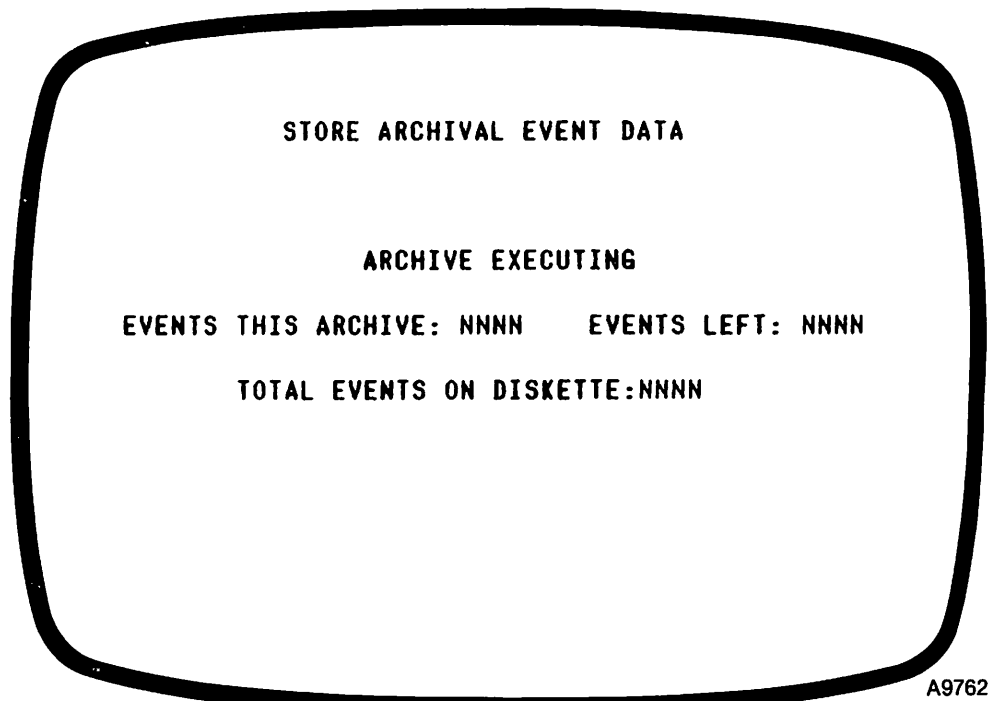 STORE ARCHIVAL EVENT DATA
ARCHIVE EXECUTING
EVENTS THIS ARCHIVE: NNNN EVENTS LEFT: NNNN
TOTAL EVENTS ON DISKETTE:NNNN
A9762